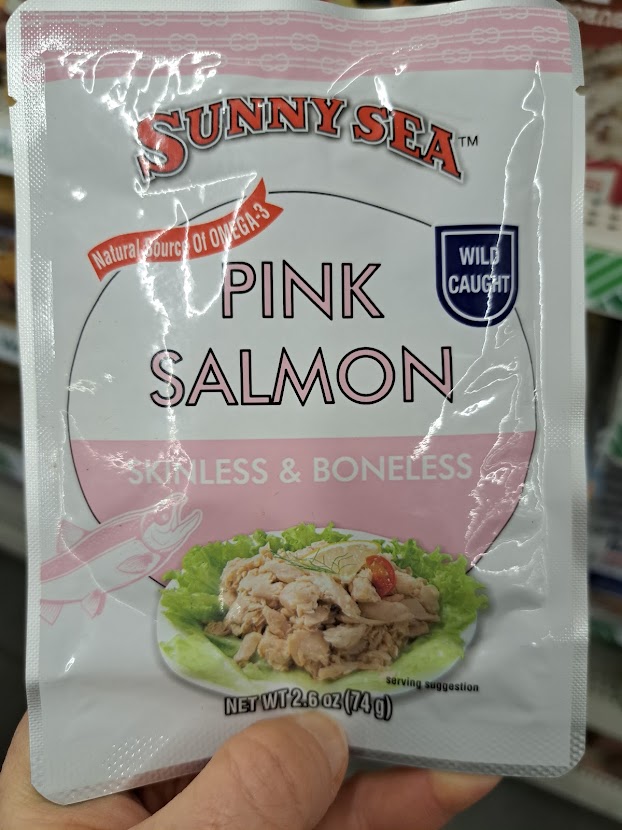 SUNNY SEA™
Natural Source Of OMEGA-3
WILD
CAUGHT
PINK
SALMON
SKINLESS & BONELESS
serving suggestion
NET WT 2.6 oz (74 g)